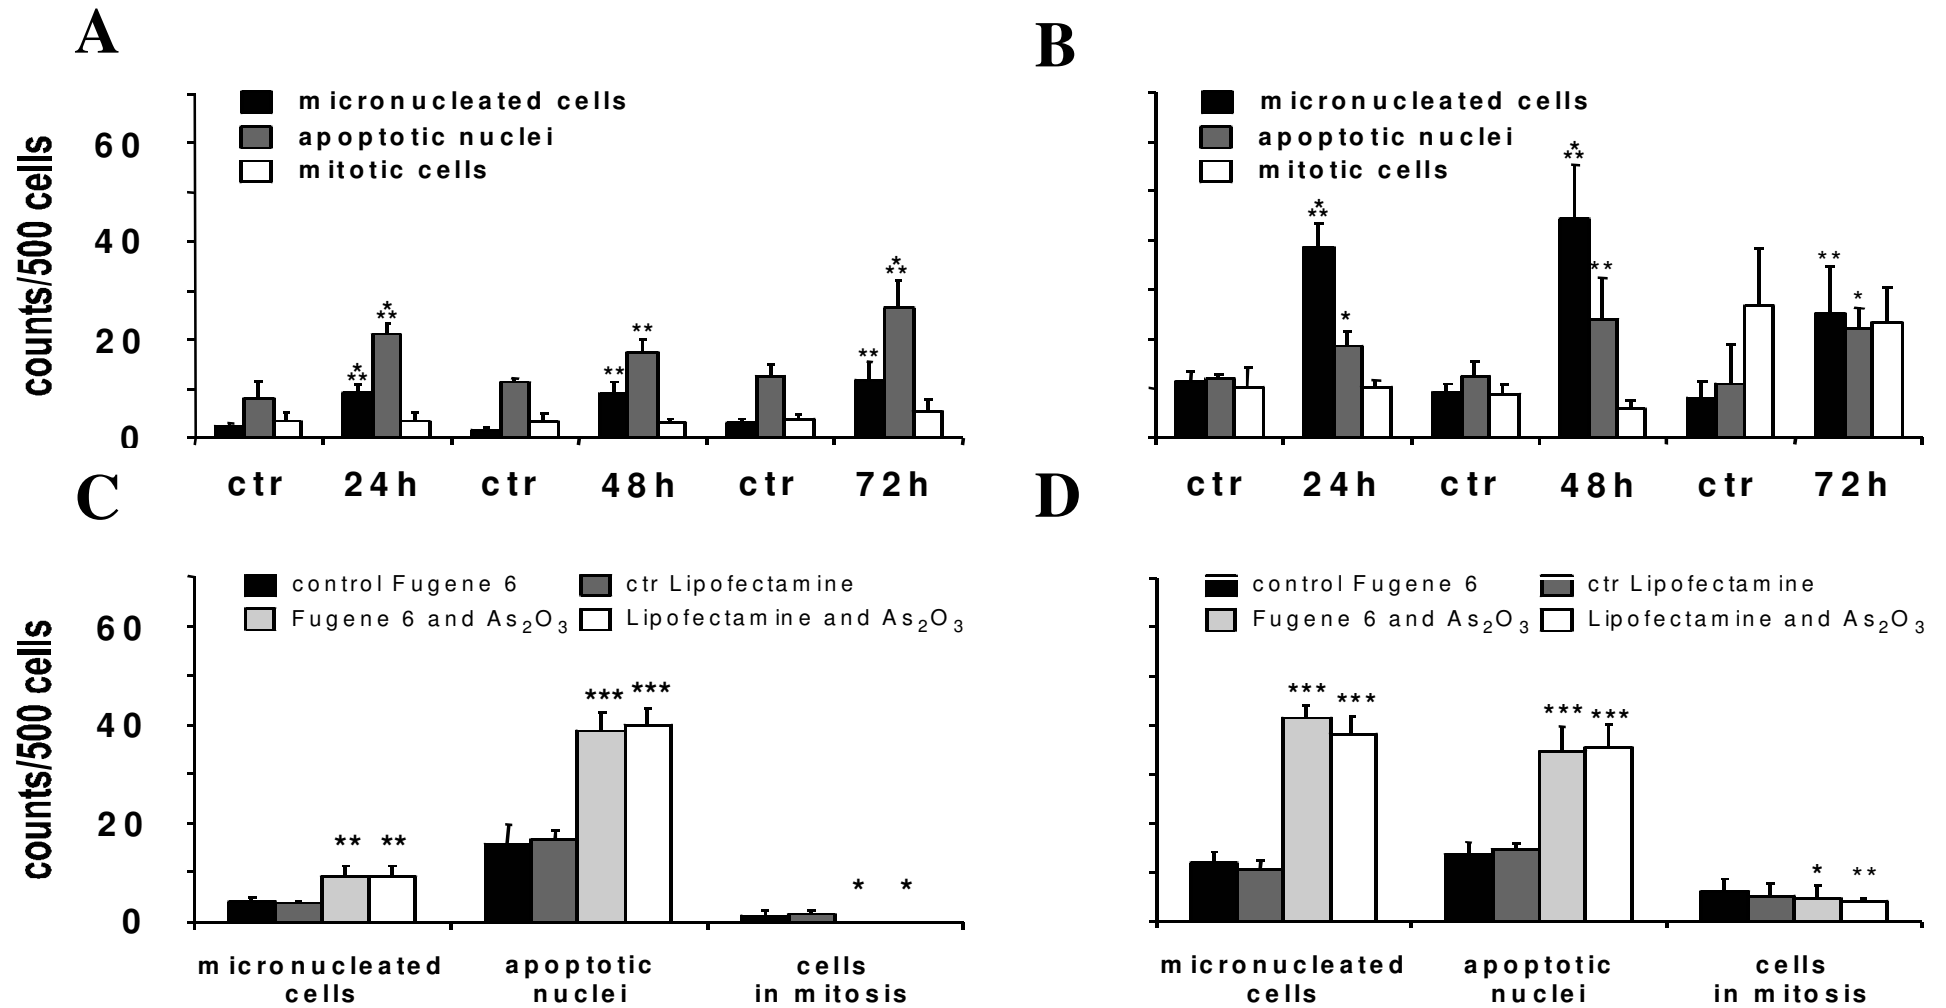 A
micronucleated cells
apoptotic nuclei
mitotic cells
counts/500 cells
60
40
20
0
*
**
*
**
**
**
**
*
**
ctr 24h ctr 48h ctr 72h
B
micronucleated cells
apoptotic nuclei
mitotic cells
*
**
*
*
**
**
**
*
ctr 24h ctr 48h ctr 72h
C
control Fugene 6 ctr Lipofectamine
Fugene 6 and As2O3 Lipofectamine and As2O3
counts/500 cells
60
40
20
0
** ** *** *** * *
micronucleated cells
apoptotic nuclei
cells in mitosis
D
control Fugene 6 ctr Lipofectamine
Fugene 6 and As2O3 Lipofectamine and As2O3
*** *** *** *** * **
micronucleated cells
apoptotic nuclei
cells in mitosis